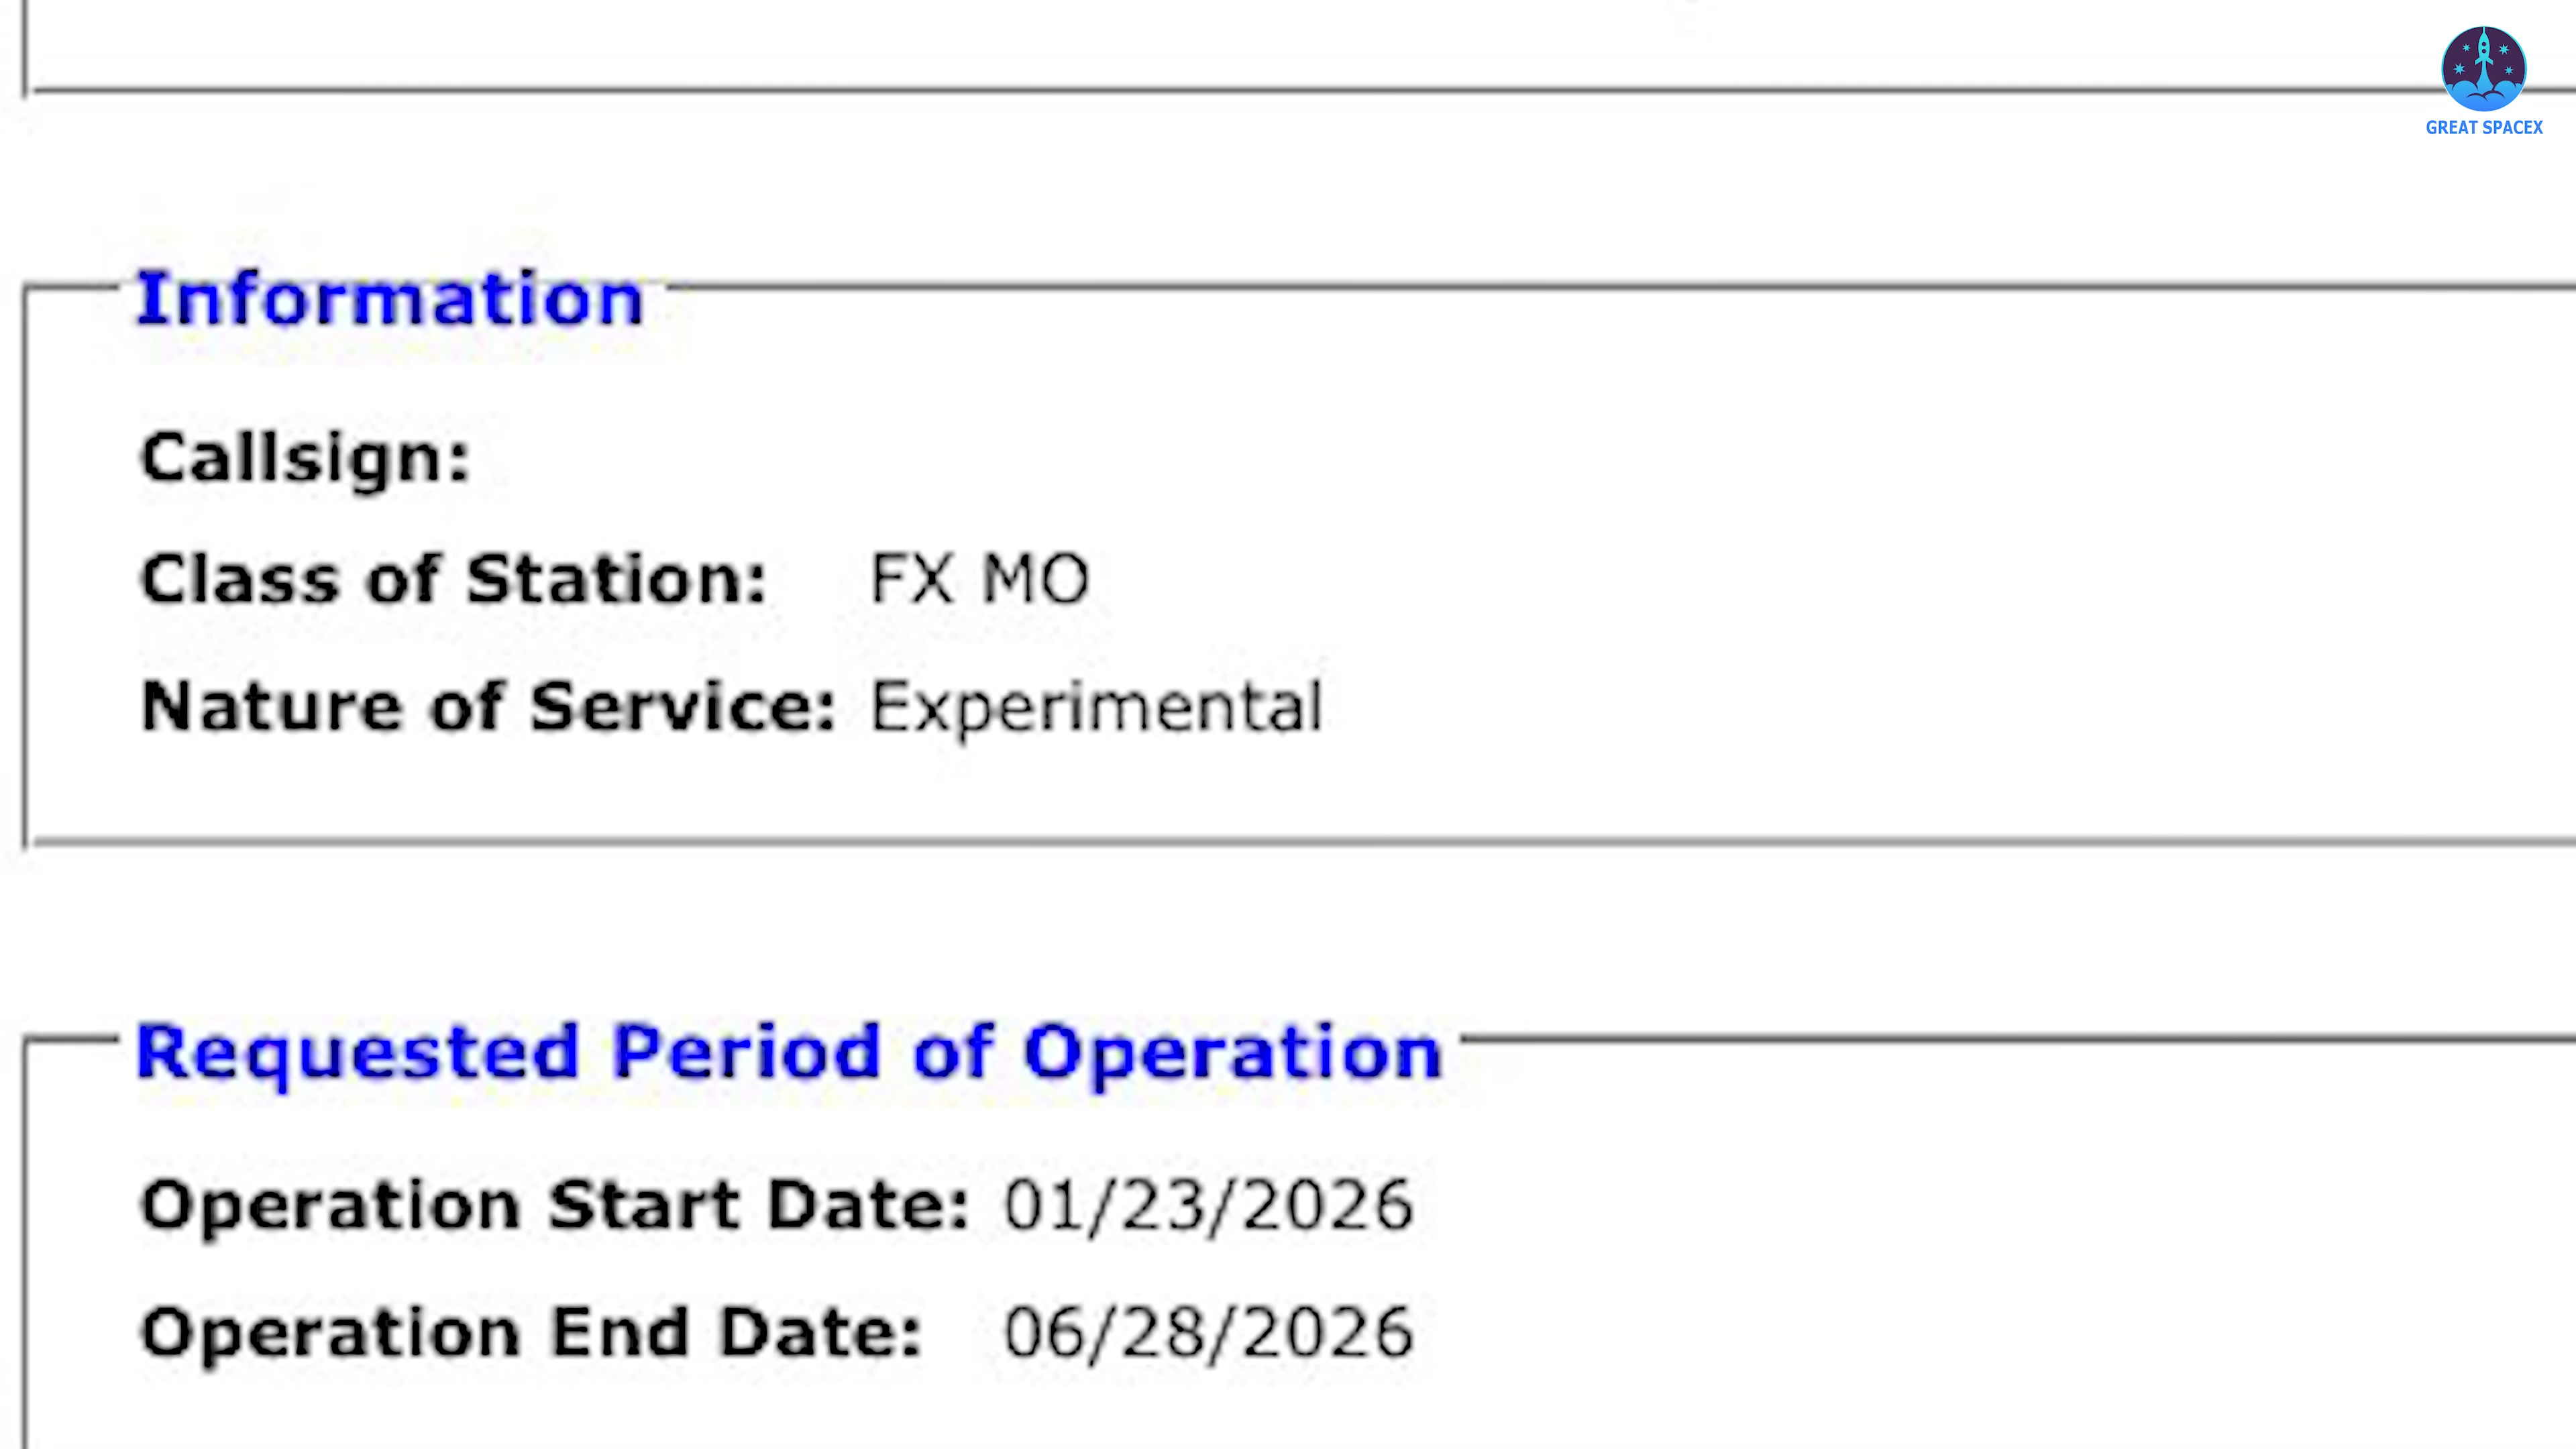 GREAT SPACEX
Information
Callsign:
Class of Station: FX MO
Nature of Service: Experimental
Requested Period of Operation
Operation Start Date: 01/23/2026
Operation End Date: 06/28/2026